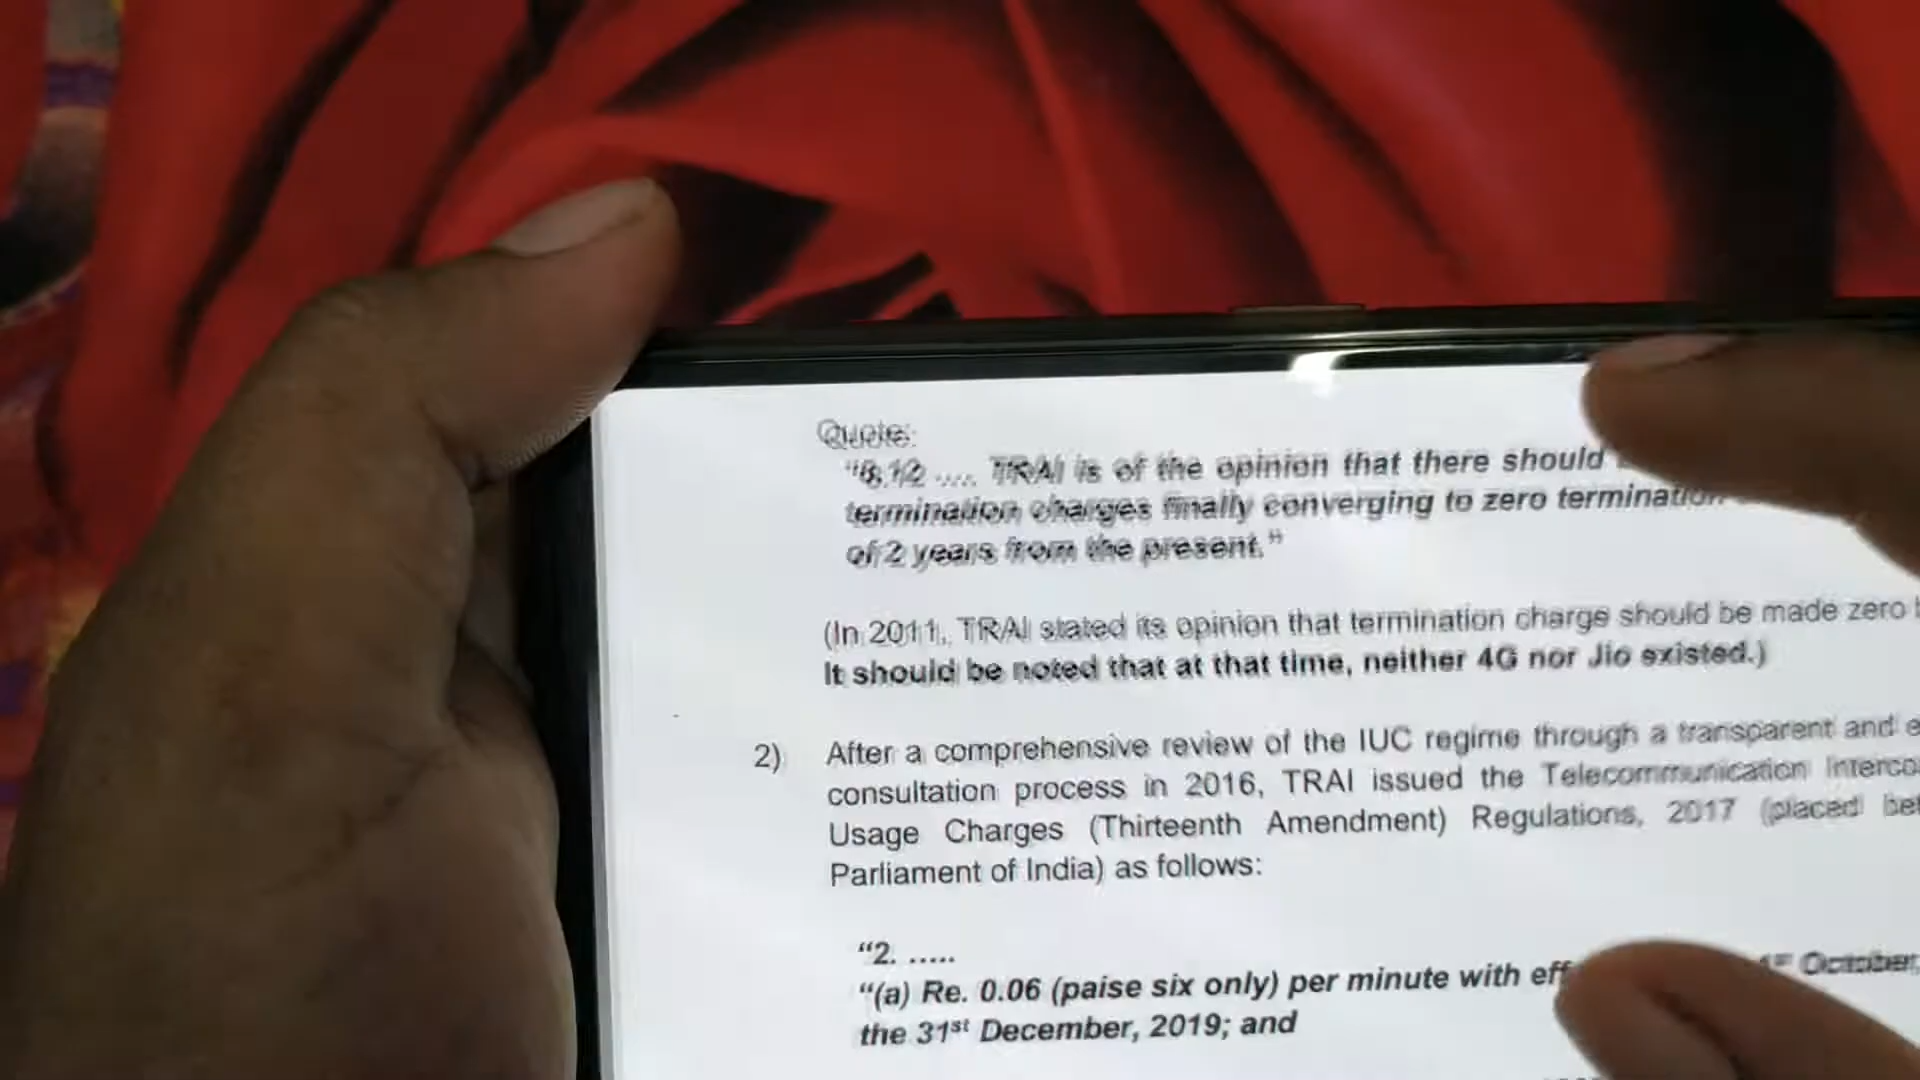 Quote:
..... TRAI is of the opinion that there should
termination charges finally converging to zero termination
of 2 years from the present.”
(In 2011, TRAI stated its opinion that termination charge should be made zero
It should be noted that at that time, neither 4G nor Jio existed.)
2) After a comprehensive review of the IUC regime through a transparent and
consultation process in 2016, TRAI issued the Telecommunication
Usage Charges (Thirteenth Amendment) Regulations, 2017 (placed
Parliament of India) as follows:
“2. .....
“(a) Re. 0.06 (paise six only) per minute with October,
the 31st December, 2019; and